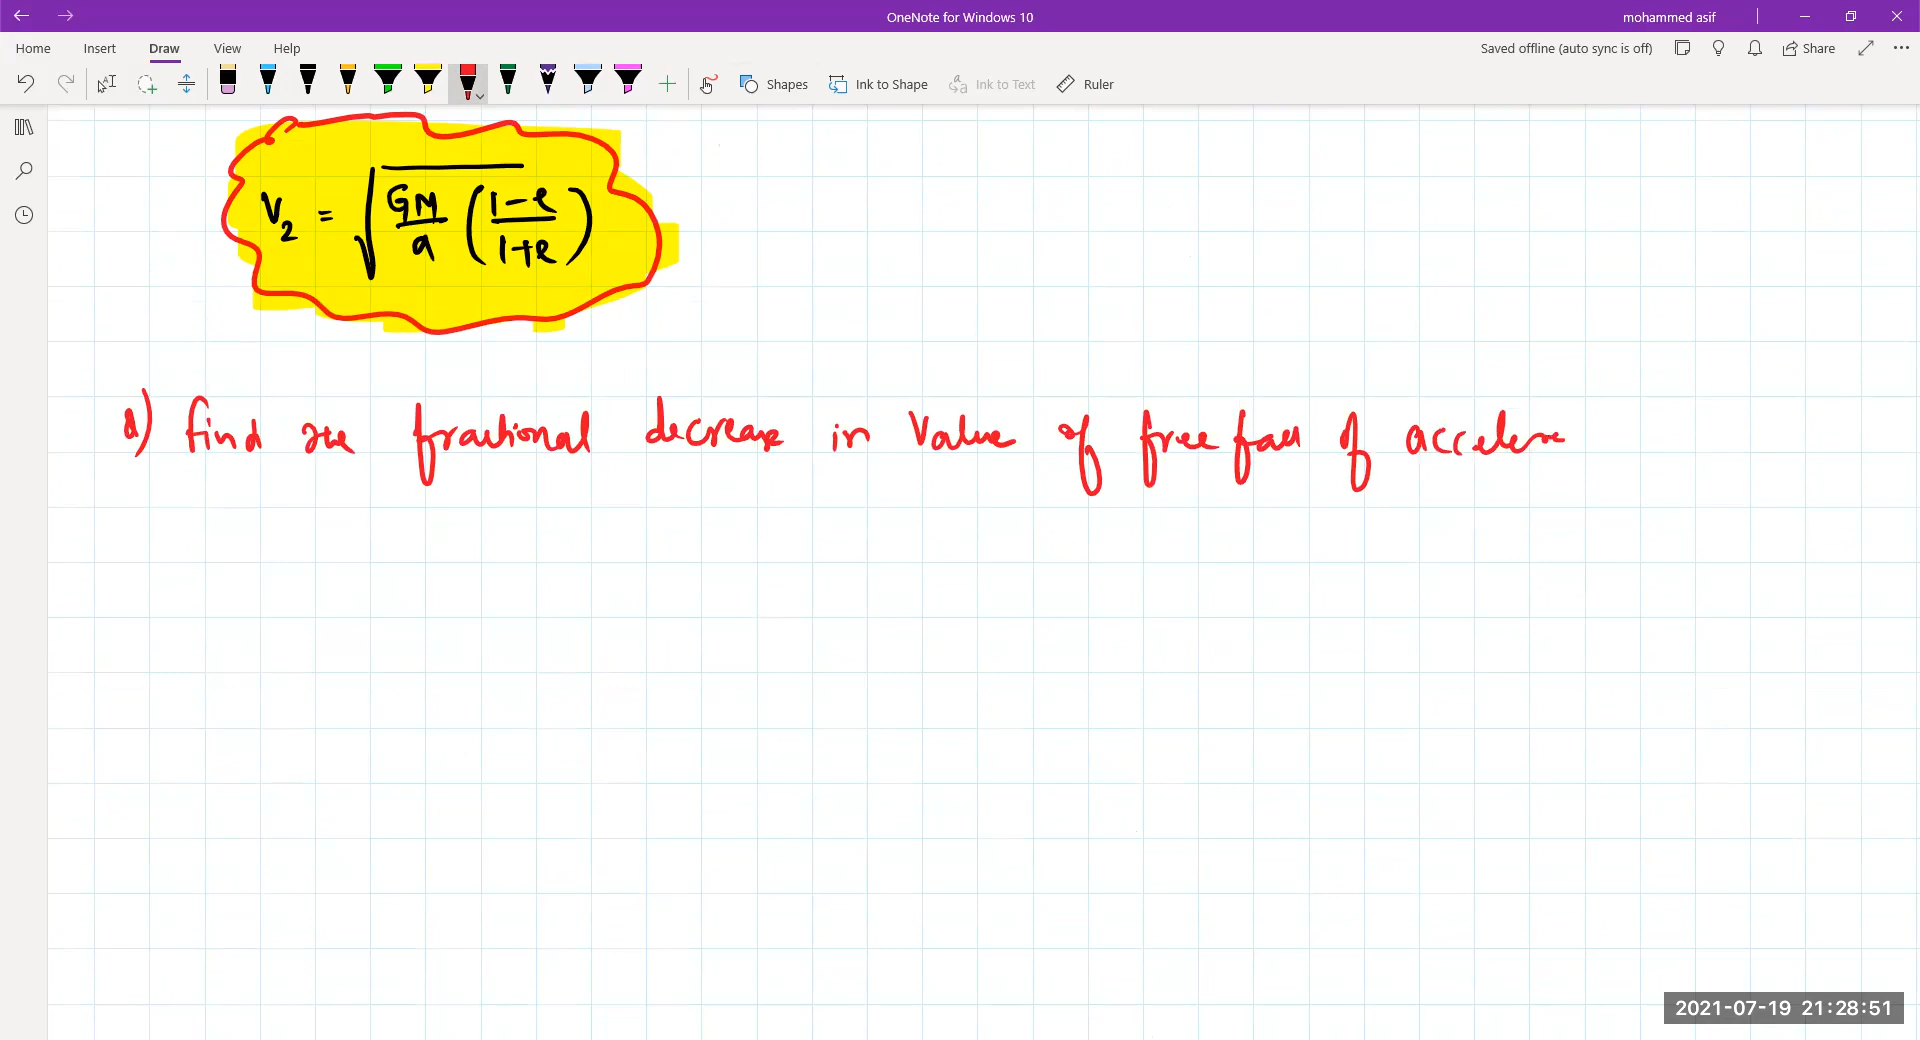 OneNote for Windows 10
mohammed asif
Home Insert Draw View Help
Saved offline (auto sync is off) Share
Shapes Ink to Shape Ink to Text Ruler
V₂ = √(GM/a (1-e/1+e))
a) find the fractional decrease in value of free fall of accelera
2021-07-19 21:28:51